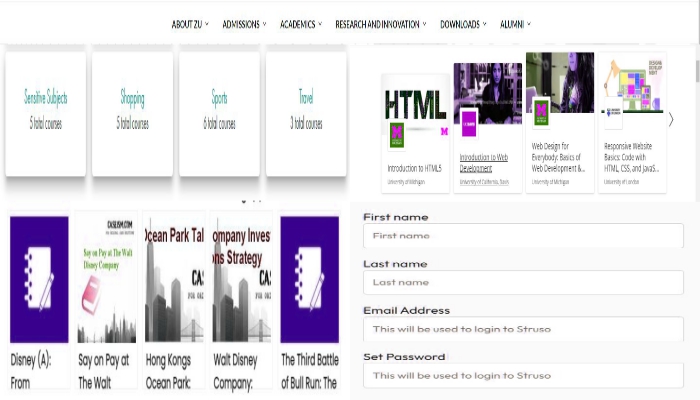 ABOUT ZU ADMISSIONS ACADEMICS RESEARCH AND INNOVATION DOWNLOADS ALUMNI
Sensitive Subjects
5 total courses
Shopping
5 total courses
Sports
6 total courses
Travel
3 total courses
HTML
Introduction to HTML5
University of Michigan
Introduction to Web
Development
University of California, Davis
Web Design for
Everybody: Basics of
Web Development &...
University of Michigan
Responsive Website
Basics: Code with
HTML, CSS, and JavaS...
University of London
Disney (A):
From
CASLISM.COM
Say on Pay at The Walt
Disney Company
Say on Pay at
The Walt
Ocean Park Tal
CA
Hong Kongs
Ocean Park:
ompany Inves
ons Strategy
CAS
Walt Disney
Company:
The Third Battle
of Bull Run: The
First name
First name
Last name
Last name
Email Address
This will be used to login to Struso
Set Password
This will be used to login to Struso